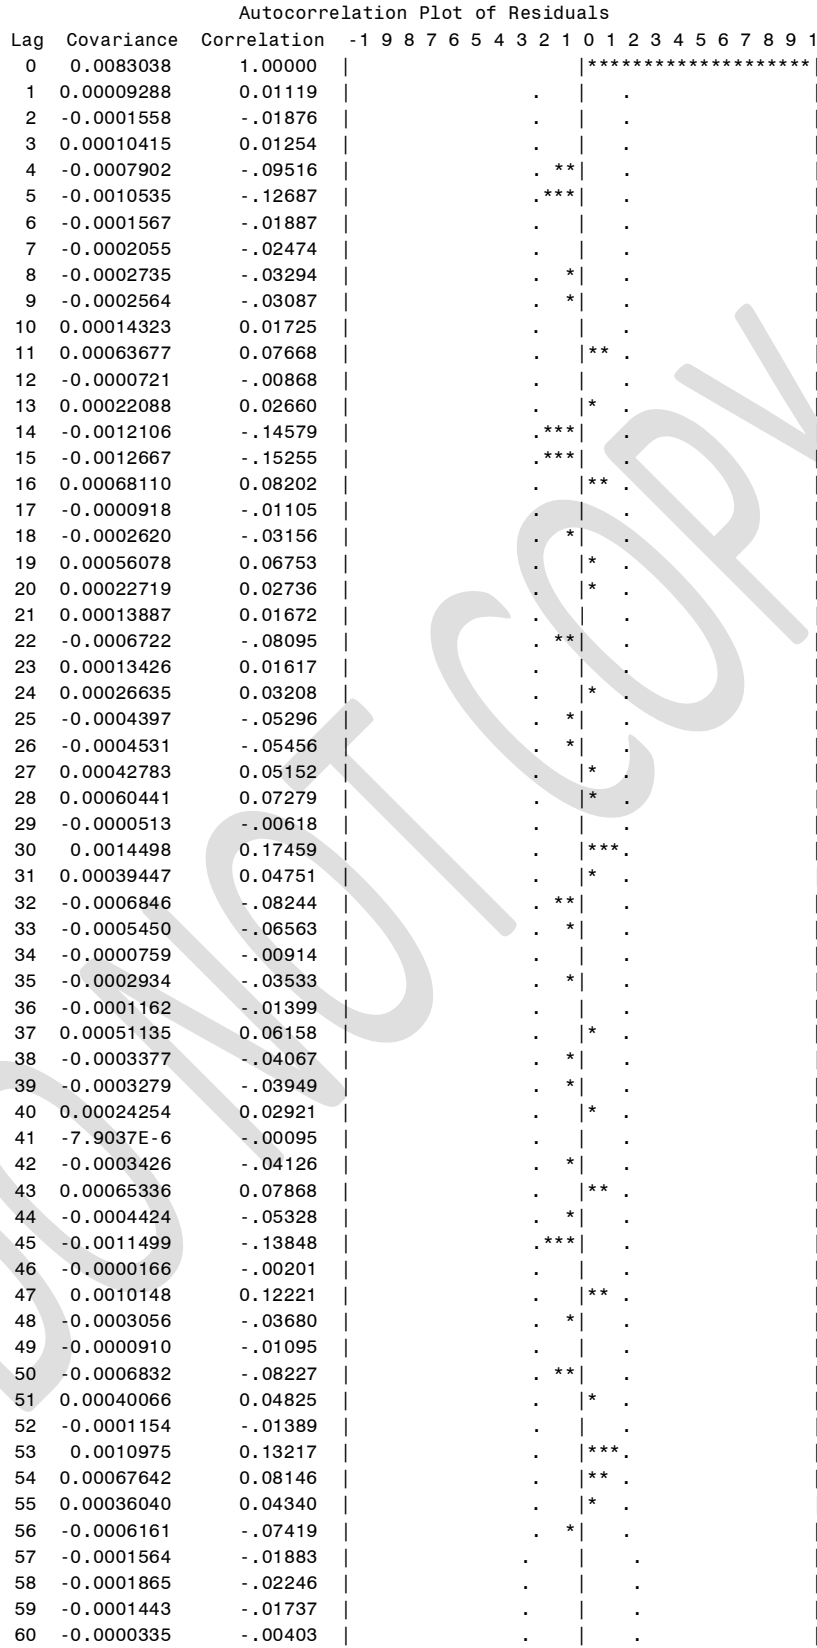 Autocorrelation Plot of Residuals
Lag Covariance Correlation -1 9 8 7 6 5 4 3 2 1 0 1 2 3 4 5 6 7 8 9 1
0 0.0083038 1.00000 | |********************|
1 0.00009288 0.01119 | . | . |
2 -0.0001558 -.01876 | . | . |
3 0.00010415 0.01254 | . | . |
4 -0.0007902 -.09516 | . **| . |
5 -0.0010535 -.12687 | .***| . |
6 -0.0001567 -.01887 | . | . |
7 -0.0002055 -.02474 | . | . |
8 -0.0002735 -.03294 | . *| . |
9 -0.0002564 -.03087 | . *| . |
10 0.00014323 0.01725 | . | . |
11 0.00063677 0.07668 | . |** . |
12 -0.0000721 -.00868 | . | . |
13 0.00022088 0.02660 | . |* . |
14 -0.0012106 -.14579 | .***| . |
15 -0.0012667 -.15255 | .***| . |
16 0.00068110 0.08202 | . |** . |
17 -0.0000918 -.01105 | . | . |
18 -0.0002620 -.03156 | . *| . |
19 0.00056078 0.06753 | . |* . |
20 0.00022719 0.02736 | . |* . |
21 0.00013887 0.01672 | . | . |
22 -0.0006722 -.08095 | . **| . |
23 0.00013426 0.01617 | . | . |
24 0.00026635 0.03208 | . |* . |
25 -0.0004397 -.05296 | . *| . |
26 -0.0004531 -.05456 | . *| . |
27 0.00042783 0.05152 | . |* . |
28 0.00060441 0.07279 | . |* . |
29 -0.0000513 -.00618 | . | . |
30 0.0014498 0.17459 | . |***. |
31 0.00039447 0.04751 | . |* . |
32 -0.0006846 -.08244 | . **| . |
33 -0.0005450 -.06563 | . *| . |
34 -0.0000759 -.00914 | . | . |
35 -0.0002934 -.03533 | . *| . |
36 -0.0001162 -.01399 | . | . |
37 0.00051135 0.06158 | . |* . |
38 -0.0003377 -.04067 | . *| . |
39 -0.0003279 -.03949 | . *| . |
40 0.00024254 0.02921 | . |* . |
41 -7.9037E-6 -.00095 | . | . |
42 -0.0003426 -.04126 | . *| . |
43 0.00065336 0.07868 | . |** . |
44 -0.0004424 -.05328 | . *| . |
45 -0.0011499 -.13848 | .***| . |
46 -0.0000166 -.00201 | . | . |
47 0.0010148 0.12221 | . |** . |
48 -0.0003056 -.03680 | . *| . |
49 -0.0000910 -.01095 | . | . |
50 -0.0006832 -.08227 | . **| . |
51 0.00040066 0.04825 | . |* . |
52 -0.0001154 -.01389 | . | . |
53 0.0010975 0.13217 | . |***. |
54 0.00067642 0.08146 | . |** . |
55 0.00036040 0.04340 | . |* . |
56 -0.0006161 -.07419 | . *| . |
57 -0.0001564 -.01883 | . | . |
58 -0.0001865 -.02246 | . | . |
59 -0.0001443 -.01737 | . | . |
60 -0.0000335 -.00403 | . | . |
DO NOT COPY